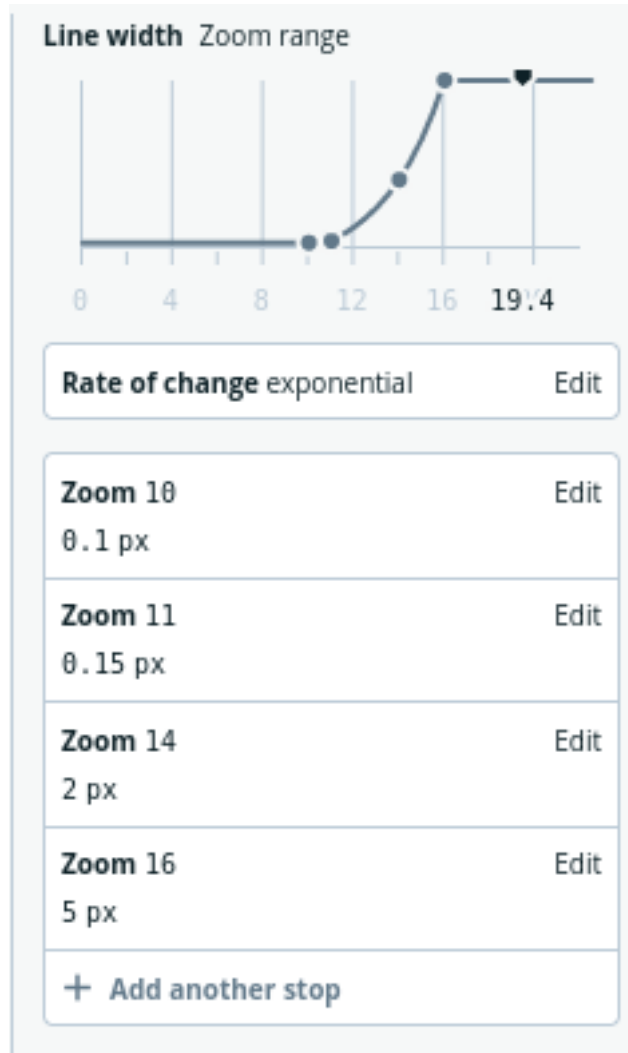 Line width Zoom range
0 4 8 12 16 19.4
Rate of change exponential Edit
Zoom 10 Edit
0.1 px
Zoom 11 Edit
0.15 px
Zoom 14 Edit
2 px
Zoom 16 Edit
5 px
+ Add another stop